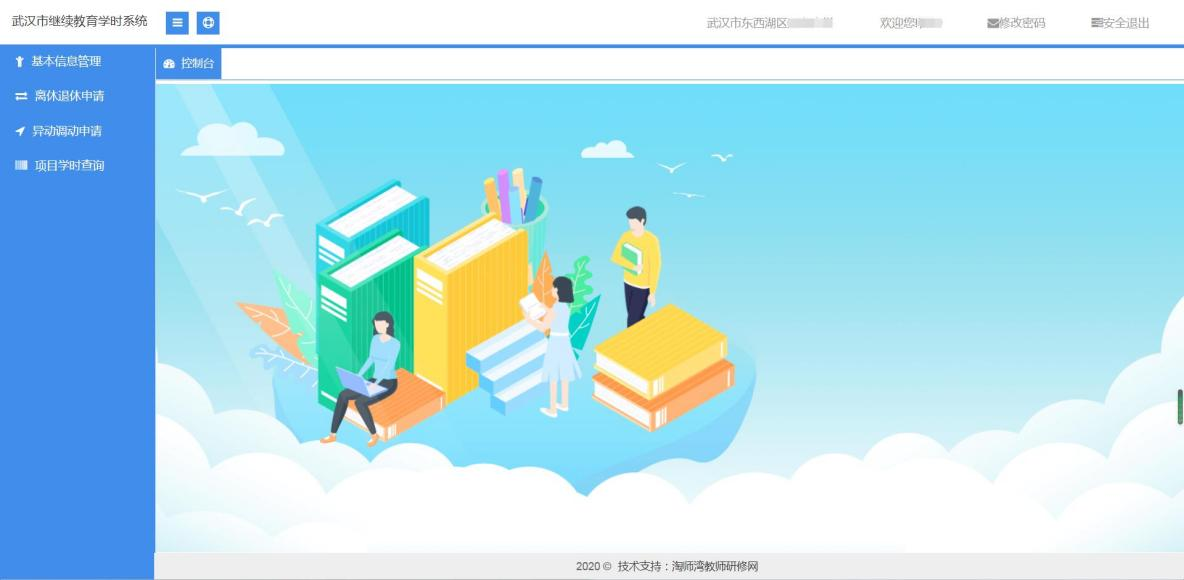 武汉市继续教育学时系统
武汉市东西湖区
欢迎您!
修改密码
安全退出
基本信息管理
控制台
离休退休申请
异动调动申请
项目学时查询
2020 © 技术支持：淘师湾教师研修网